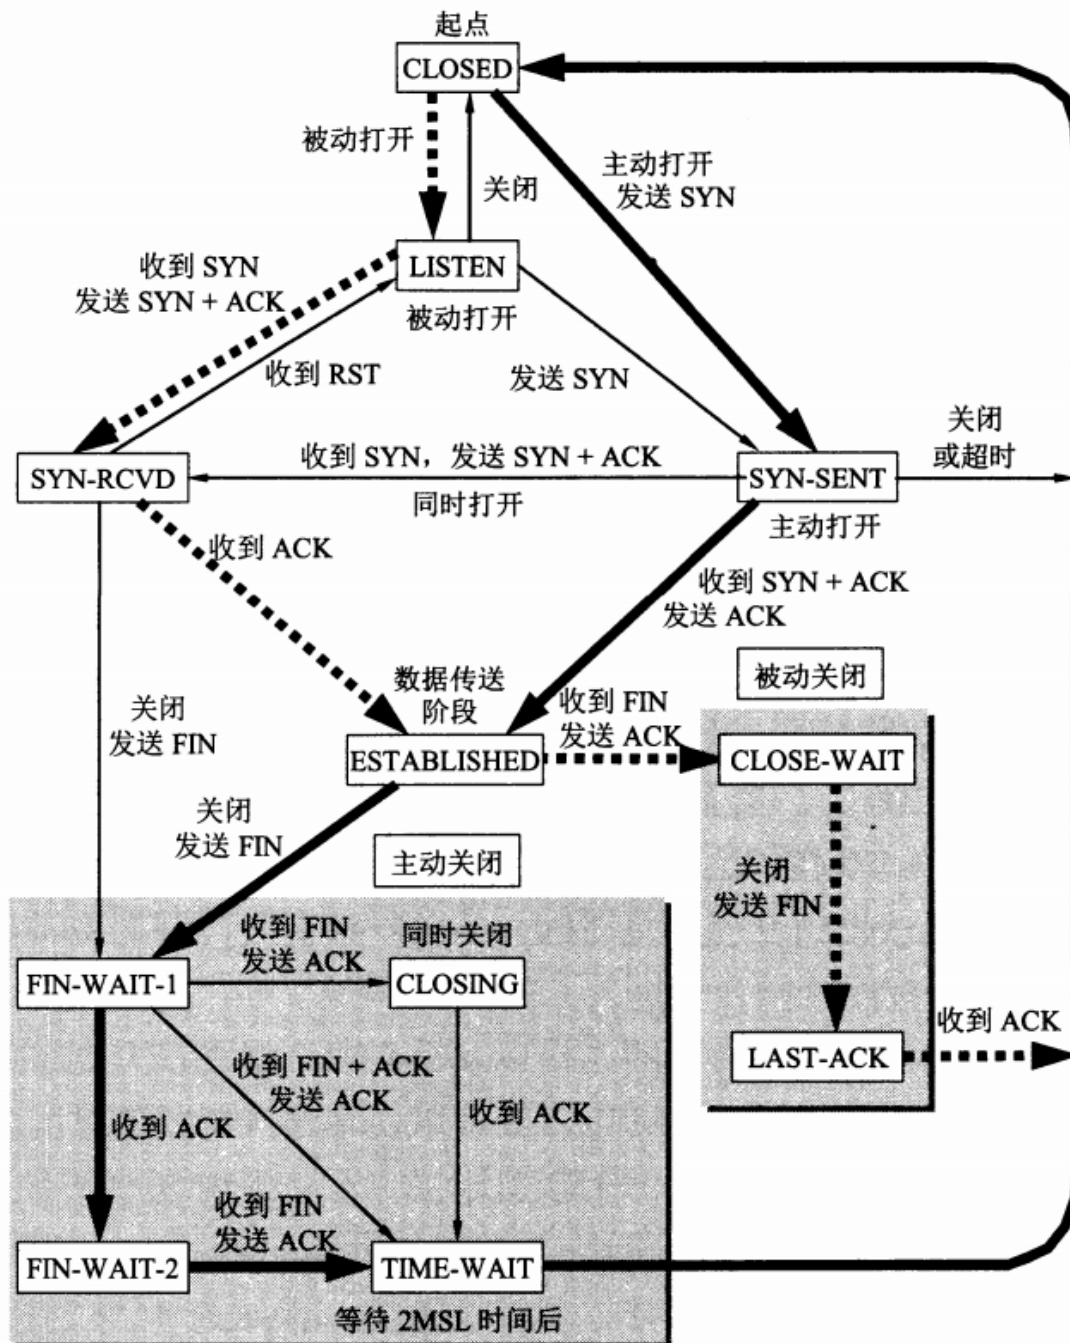 起点
CLOSED
被动打开
关闭
主动打开
发送 SYN
收到 SYN
发送 SYN + ACK
LISTEN
被动打开
收到 RST
发送 SYN
关闭
或超时
SYN-RCVD
收到 SYN，发送 SYN + ACK
同时打开
SYN-SENT
主动打开
收到 ACK
收到 SYN + ACK
发送 ACK
数据传送
阶段
收到 FIN
发送 ACK
被动关闭
关闭
发送 FIN
ESTABLISHED
CLOSE-WAIT
关闭
发送 FIN
主动关闭
关闭
发送 FIN
收到 FIN
发送 ACK
同时关闭
FIN-WAIT-1
CLOSING
收到 ACK
LAST-ACK
收到 FIN + ACK
发送 ACK
收到 ACK
收到 ACK
收到 FIN
发送 ACK
FIN-WAIT-2
TIME-WAIT
等待 2MSL 时间后